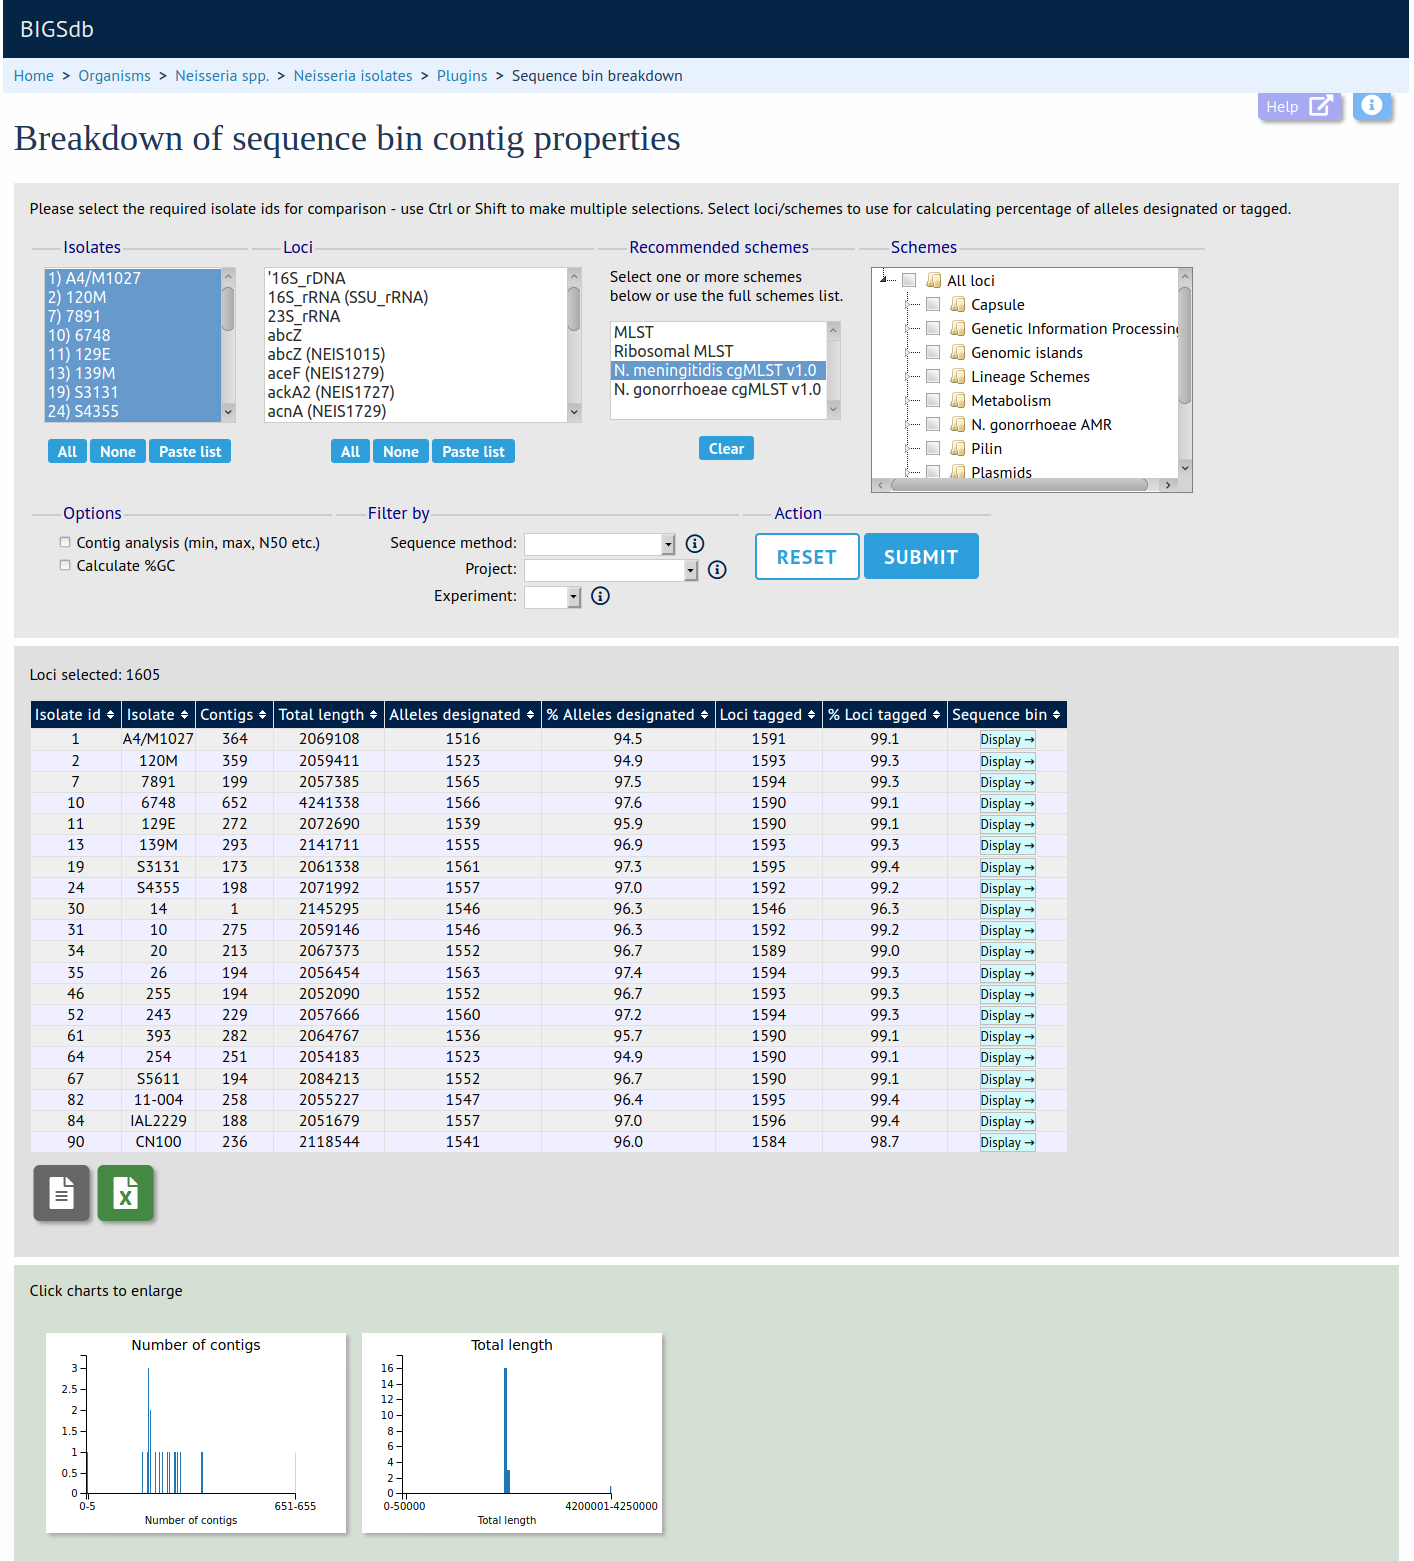 BIGSdb
Home > Organisms > Neisseria spp. > Neisseria isolates > Plugins > Sequence bin breakdown
Help
Breakdown of sequence bin contig properties
Please select the required isolate ids for comparison - use Ctrl or Shift to make multiple selections. Select loci/schemes to use for calculating percentage of alleles designated or tagged.
Isolates
1) A4/M1027
2) 120M
7) 7891
10) 6748
11) 129E
13) 139M
19) S3131
24) S4355
All None Paste list
Loci
'16S_rDNA
16S_rRNA (SSU_rRNA)
23S_rRNA
abcZ
abcZ (NEIS1015)
aceF (NEIS1279)
ackA2 (NEIS1727)
acnA (NEIS1729)
All None Paste list
Recommended schemes
Select one or more schemes
below or use the full schemes list.
MLST
Ribosomal MLST
N. meningitidis cgMLST v1.0
N. gonorrhoeae cgMLST v1.0
Clear
Schemes
All loci
Capsule
Genetic Information Processing
Genomic islands
Lineage Schemes
Metabolism
N. gonorrhoeae AMR
Pilin
Plasmids
Options
Contig analysis (min, max, N50 etc.)
Calculate %GC
Filter by
Sequence method:
Project:
Experiment:
Action
RESET SUBMIT
Loci selected: 1605
Isolate id Isolate Contigs Total length Alleles designated % Alleles designated Loci tagged % Loci tagged Sequence bin
1 A4/M1027 364 2069108 1516 94.5 1591 99.1 Display →
2 120M 359 2059411 1523 94.9 1593 99.3 Display →
7 7891 199 2057385 1565 97.5 1594 99.3 Display →
10 6748 652 4241338 1566 97.6 1590 99.1 Display →
11 129E 272 2072690 1539 95.9 1590 99.1 Display →
13 139M 293 2141711 1555 96.9 1593 99.3 Display →
19 S3131 173 2061338 1561 97.3 1595 99.4 Display →
24 S4355 198 2071992 1557 97.0 1592 99.2 Display →
30 14 1 2145295 1546 96.3 1546 96.3 Display →
31 10 275 2059146 1546 96.3 1592 99.2 Display →
34 20 213 2067373 1552 96.7 1589 99.0 Display →
35 26 194 2056454 1563 97.4 1594 99.3 Display →
46 255 194 2052090 1552 96.7 1593 99.3 Display →
52 243 229 2057666 1560 97.2 1594 99.3 Display →
61 393 282 2064767 1536 95.7 1590 99.1 Display →
64 254 251 2054183 1523 94.9 1590 99.1 Display →
67 S5611 194 2084213 1552 96.7 1590 99.1 Display →
82 11-004 258 2055227 1547 96.4 1595 99.4 Display →
84 IAL2229 188 2051679 1557 97.0 1596 99.4 Display →
90 CN100 236 2118544 1541 96.0 1584 98.7 Display →
Click charts to enlarge
Number of contigs
3
2.5
2
1.5
1
0.5
0
0-5 651-655
Number of contigs
Total length
16
14
12
10
8
6
4
2
0
0-50000 4200001-4250000
Total length